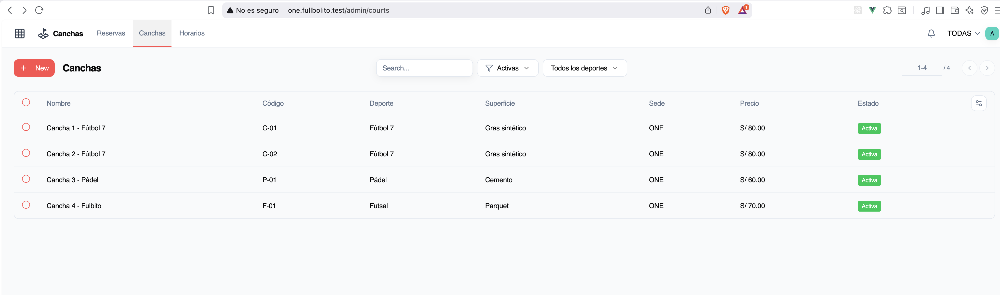 No es seguro one.fullbolito.test/admin/courts 1
Canchas Reservas Canchas Horarios TODAS A
+ New Canchas Search... Activas Todos los deportes 1-4 / 4
Nombre Código Deporte Superficie Sede Precio Estado
Cancha 1 - Fútbol 7 C-01 Fútbol 7 Gras sintético ONE S/ 80.00 Activa
Cancha 2 - Fútbol 7 C-02 Fútbol 7 Gras sintético ONE S/ 80.00 Activa
Cancha 3 - Pádel P-01 Pádel Cemento ONE S/ 60.00 Activa
Cancha 4 - Fulbito F-01 Futsal Parquet ONE S/ 70.00 Activa